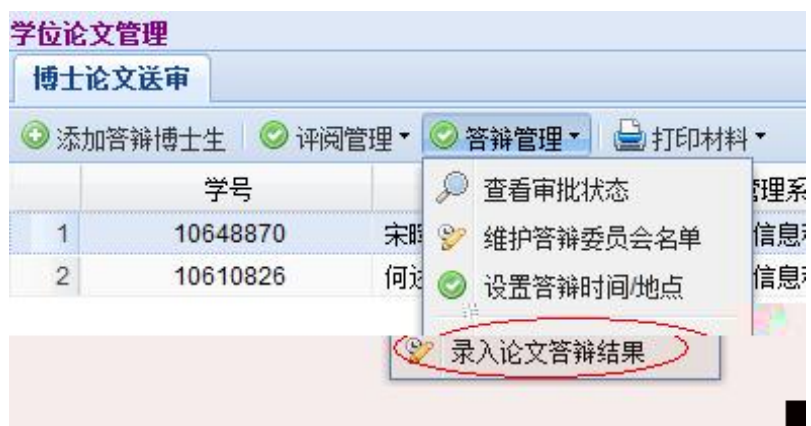 学位论文管理
博士论文送审
添加答辩博士生 评阅管理 答辩管理 打印材料
学号 查看审批状态 管理系
1 10648870 宋 维护答辩委员会名单 信息
2 10610826 何 设置答辩时间/地点 信息
录入论文答辩结果